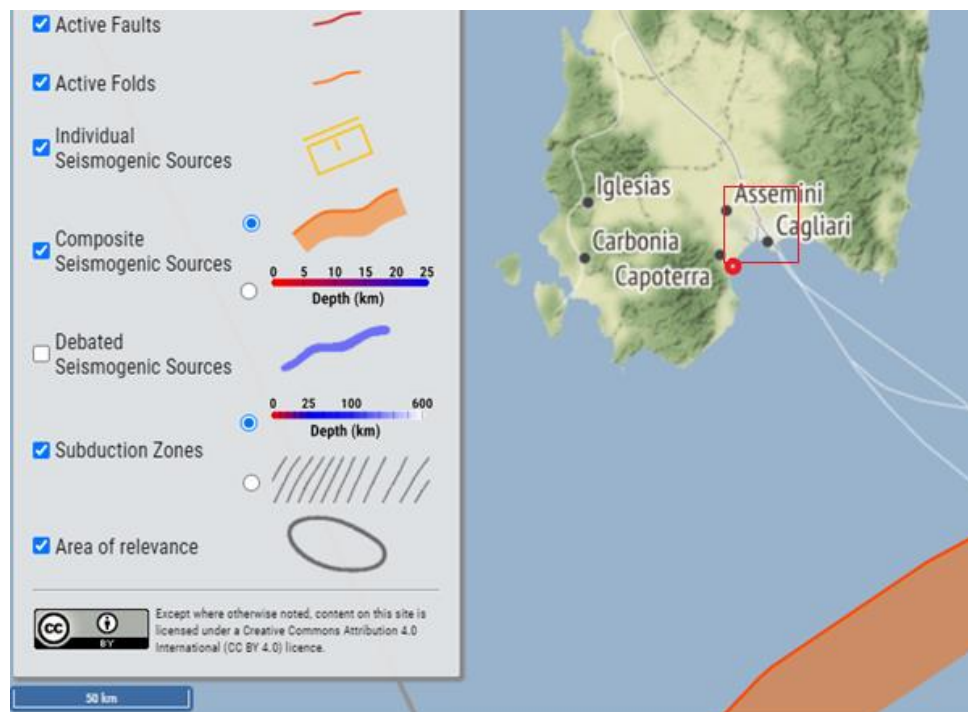 Active Faults
Active Folds
Individual
Seismogenic Sources
Composite
Seismogenic Sources
0 5 10 15 20 25
Depth (km)
Debated
Seismogenic Sources
0 25 100 600
Depth (km)
Subduction Zones
Area of relevance
cc BY
Except where otherwise noted, content on this site is
licensed under a Creative Commons Attribution 4.0
International (CC BY 4.0) licence.
50 km
Iglesias
Assemini
Cagliari
Carbonia
Capoterra